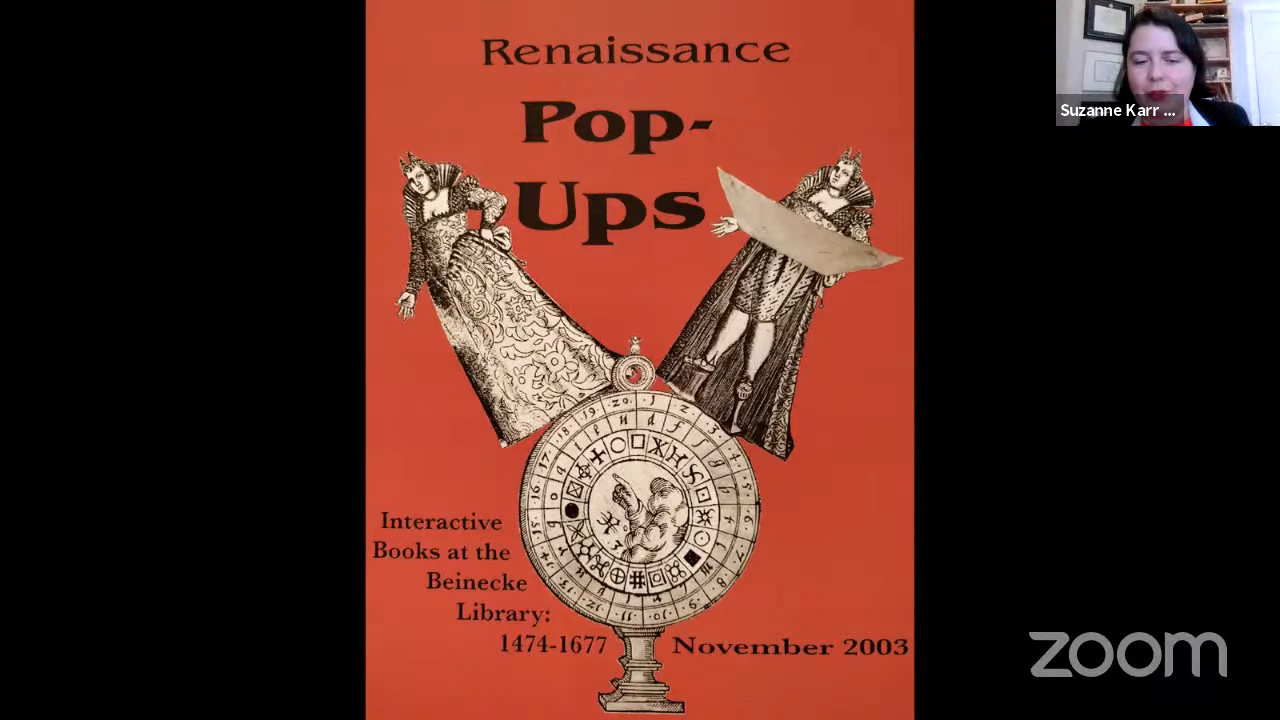 Renaissance
Pop-
Ups
Interactive
Books at the
Beinecke
Library:
1474-1677
November 2003
Suzanne Karr ...
zoom